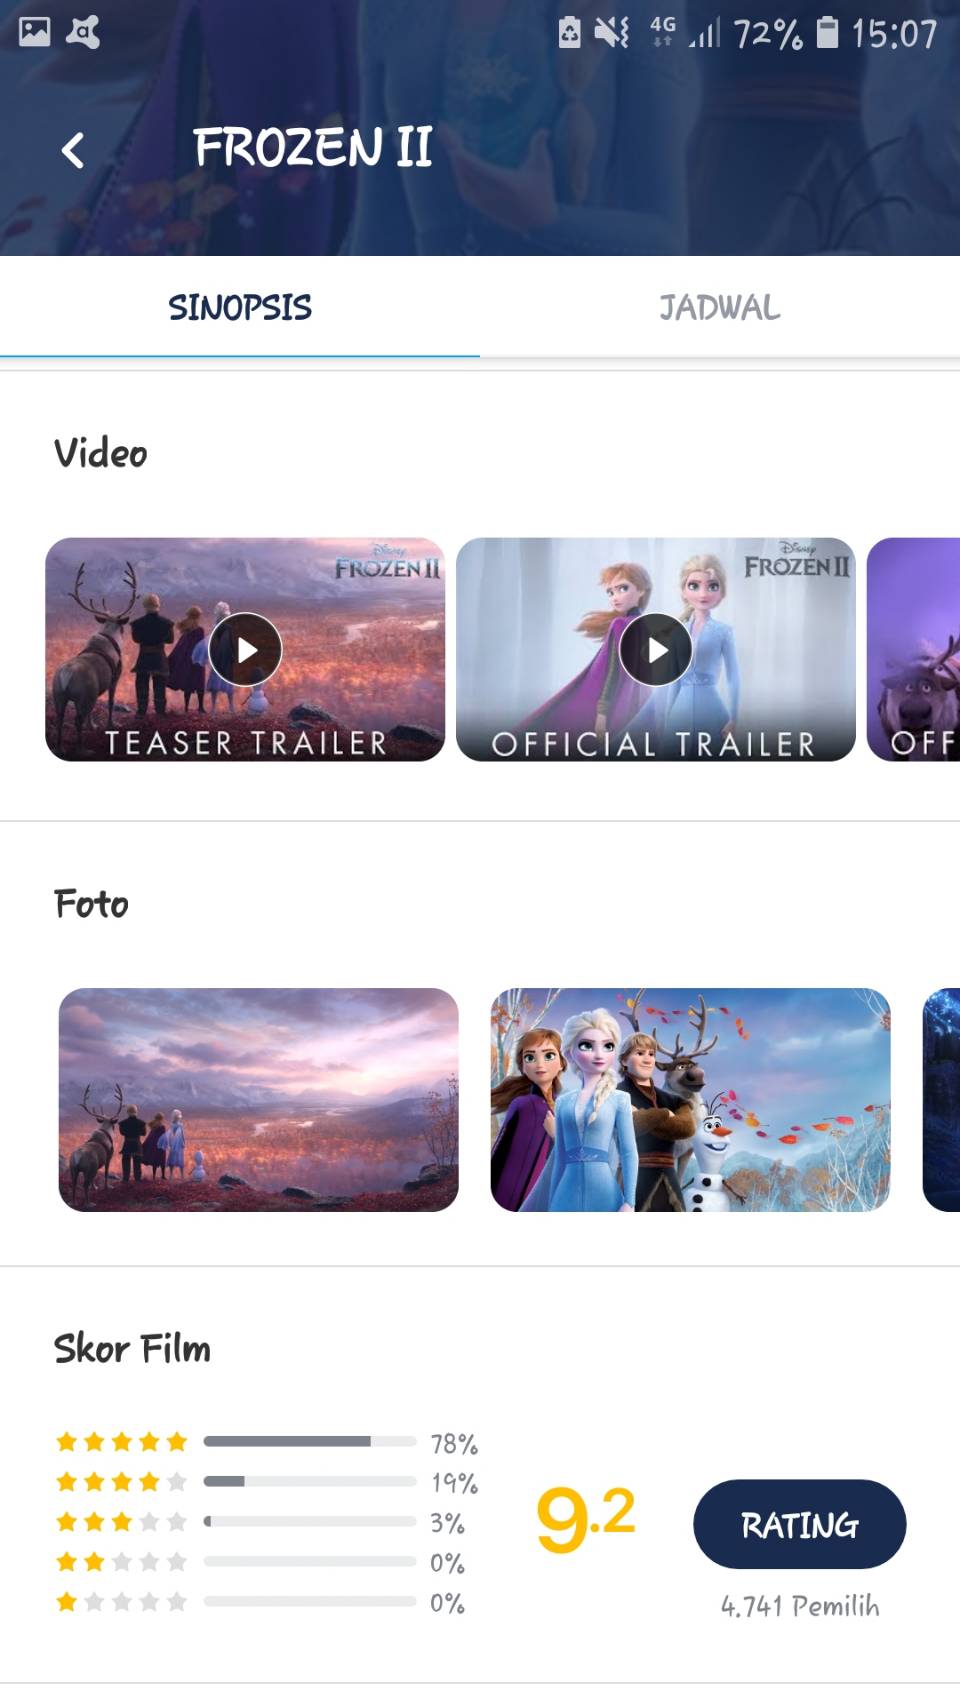 4G 72% 15:07
FROZEN II
SINOPSIS JADWAL
Video
Disney
FROZEN II
TEASER TRAILER
Disney
FROZEN II
OFFICIAL TRAILER
OFF
Foto
Skor Film
78%
19%
3%
0%
0%
9.2
RATING
4.741 Pemilih